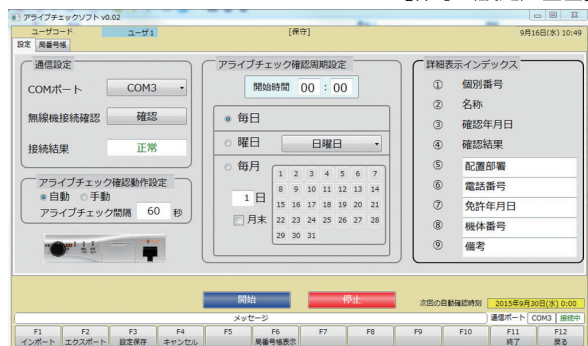 アライブチェックソフト v0.02
ユーザコード ユーザ1 [保守] 9月16日(水) 10:49
設定 局番号帳
通信設定
COMポート COM3
無線機接続確認 確認
接続結果 正常
アライブチェック確認動作設定
自動 手動
アライブチェック間隔 60 秒
アライブチェック確認周期設定
開始時間 00 : 00
毎日
曜日 日曜日
毎月
1 日
月末
1 2 3 4 5 6 7
8 9 10 11 12 13 14
15 16 17 18 19 20 21
22 23 24 25 26 27 28
29 30 31
詳細表示インデックス
① 個別番号
② 名称
③ 確認年月日
④ 確認結果
⑤ 配置部署
⑥ 電話番号
⑦ 免許年月日
⑧ 機体番号
⑨ 備考
開始 停止 次回の自動確認時刻 2015年9月30日(水) 0:00
メッセージ 通信ポート COM3 接続中
F1 F2 F3 F4 F5 F6 F7 F8 F9 F10 F11 F12
インポート エクスポート 設定保存 キャンセル 局番号帳表示 終了 戻る